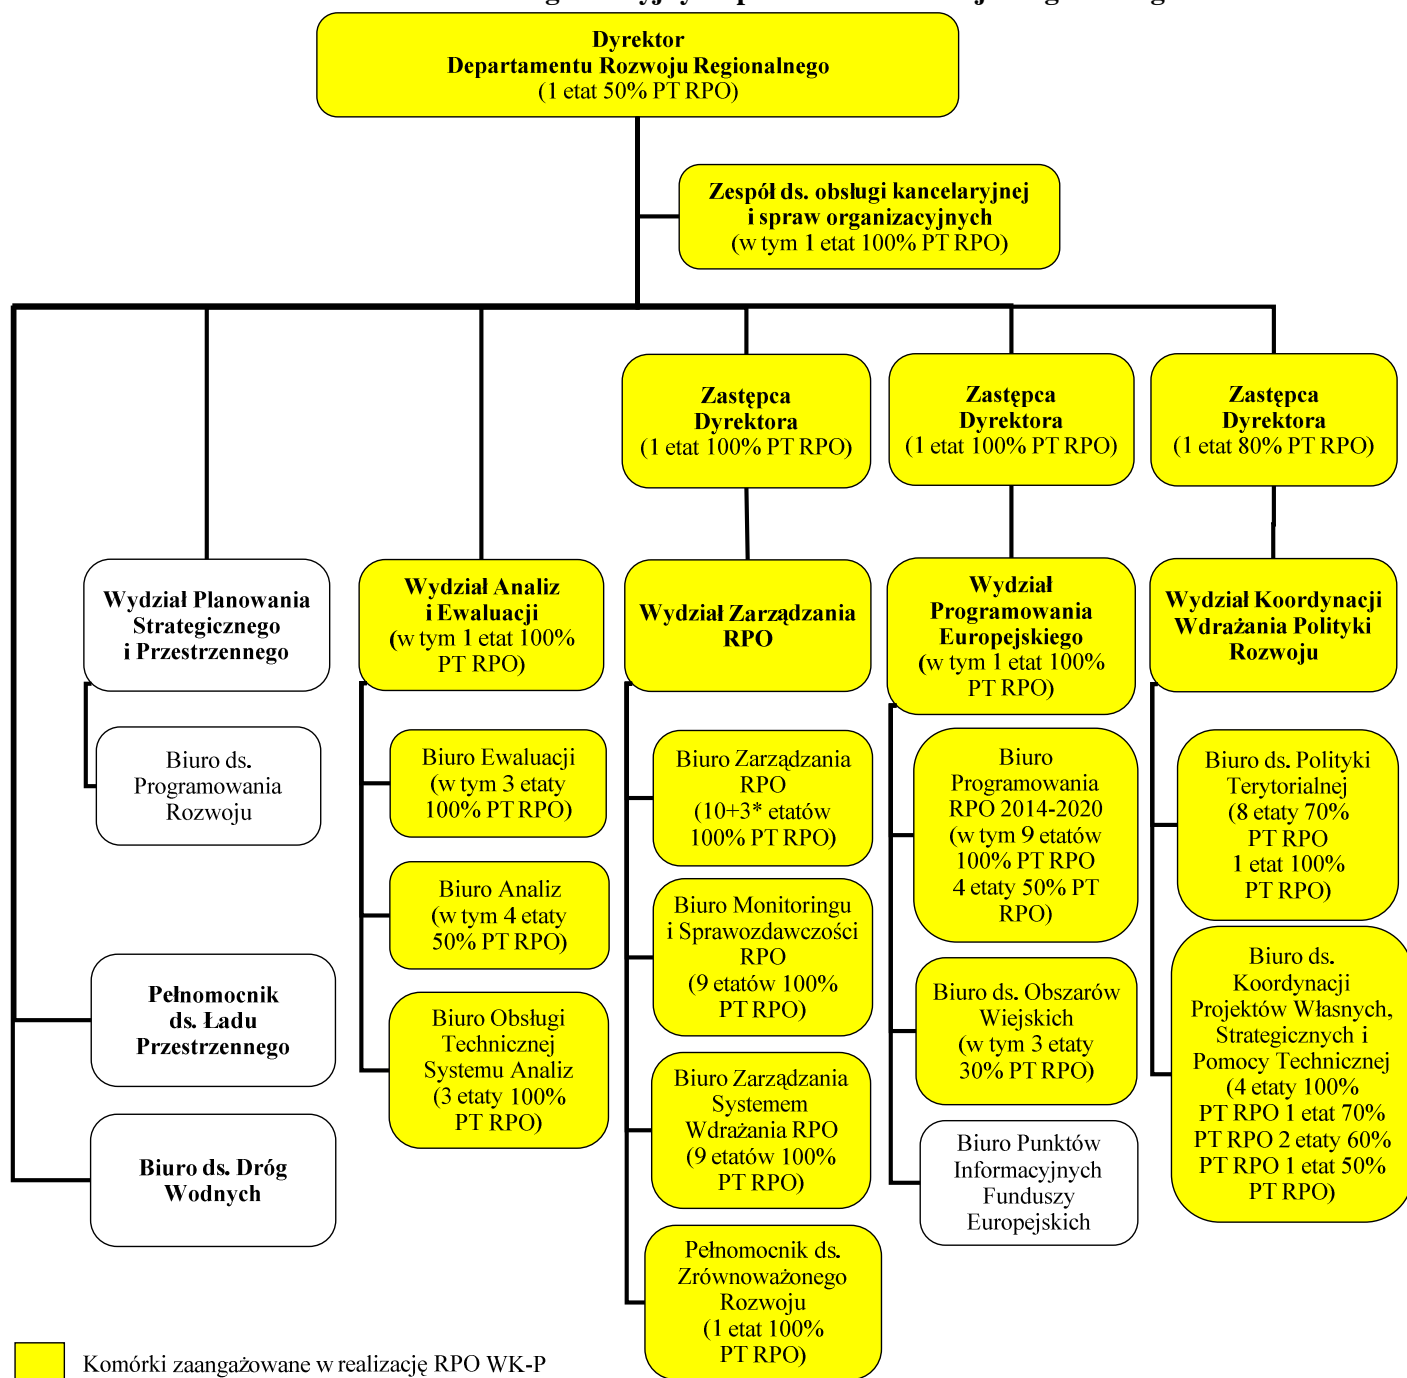 Dyrektor
Departamentu Rozwoju Regionalnego
(1 etat 50% PT RPO)
Zespół ds. obsługi kancelaryjnej
i spraw organizacyjnych
(w tym 1 etat 100% PT RPO)
Zastępca
Dyrektora
(1 etat 100% PT RPO)
Zastępca
Dyrektora
(1 etat 100% PT RPO)
Zastępca
Dyrektora
(1 etat 80% PT RPO)
Wydział Planowania
Strategicznego
i Przestrzennego
Biuro ds.
Programowania
Rozwoju
Pełnomocnik
ds. Ładu
Przestrzennego
Biuro ds. Dróg
Wodnych
Wydział Analiz
i Ewaluacji
(w tym 1 etat 100%
PT RPO)
Biuro Ewaluacji
(w tym 3 etaty
100% PT RPO)
Biuro Analiz
(w tym 4 etaty
50% PT RPO)
Biuro Obsługi
Technicznej
Systemu Analiz
(3 etaty 100%
PT RPO)
Wydział Zarządzania
RPO
Biuro Zarządzania
RPO
(10+3* etatów
100% PT RPO)
Biuro Monitoringu
i Sprawozdawczości
RPO
(9 etatów 100%
PT RPO)
Biuro Zarządzania
Systemem
Wdrażania RPO
(9 etatów 100%
PT RPO)
Pełnomocnik ds.
Zrównoważonego
Rozwoju
(1 etat 100%
PT RPO)
Wydział
Programowania
Europejskiego
(w tym 1 etat 100%
PT RPO)
Biuro
Programowania
RPO 2014-2020
(w tym 9 etatów
100% PT RPO
4 etaty 50% PT
RPO)
Biuro ds. Obszarów
Wiejskich
(w tym 3 etaty
30% PT RPO)
Biuro Punktów
Informacyjnych
Funduszy
Europejskich
Wydział Koordynacji
Wdrażania Polityki
Rozwoju
Biuro ds. Polityki
Terytorialnej
(8 etaty 70%
PT RPO
1 etat 100%
PT RPO)
Biuro ds.
Koordynacji
Projektów Własnych,
Strategicznych i
Pomocy Technicznej
(4 etaty 100%
PT RPO 1 etat 70%
PT RPO 2 etaty 60%
PT RPO 1 etat 50%
PT RPO)
Komórki zaangażowane w realizację RPO WK-P